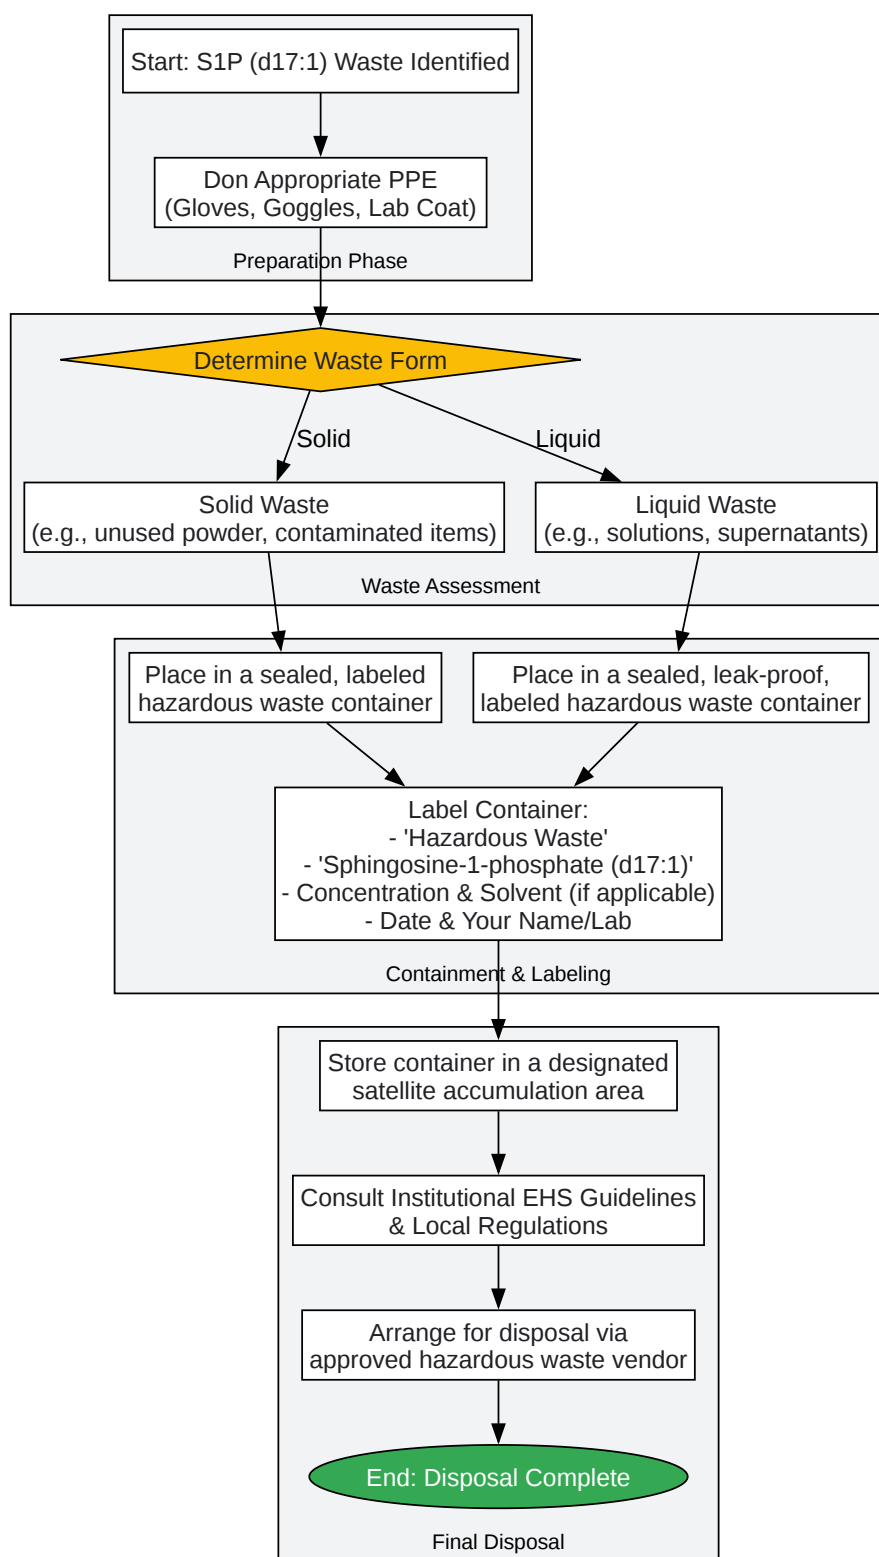 Start: S1P (d17:1) Waste Identified
Don Appropriate PPE
(Gloves, Goggles, Lab Coat)
Preparation Phase
Determine Waste Form
Solid
Liquid
Solid Waste
(e.g., unused powder, contaminated items)
Liquid Waste
(e.g., solutions, supernatants)
Waste Assessment
Place in a sealed, labeled
hazardous waste container
Place in a sealed, leak-proof,
labeled hazardous waste container
Label Container:
- 'Hazardous Waste'
- 'Sphingosine-1-phosphate (d17:1)'
- Concentration & Solvent (if applicable)
- Date & Your Name/Lab
Containment & Labeling
Store container in a designated
satellite accumulation area
Consult Institutional EHS Guidelines
& Local Regulations
Arrange for disposal via
approved hazardous waste vendor
End: Disposal Complete
Final Disposal